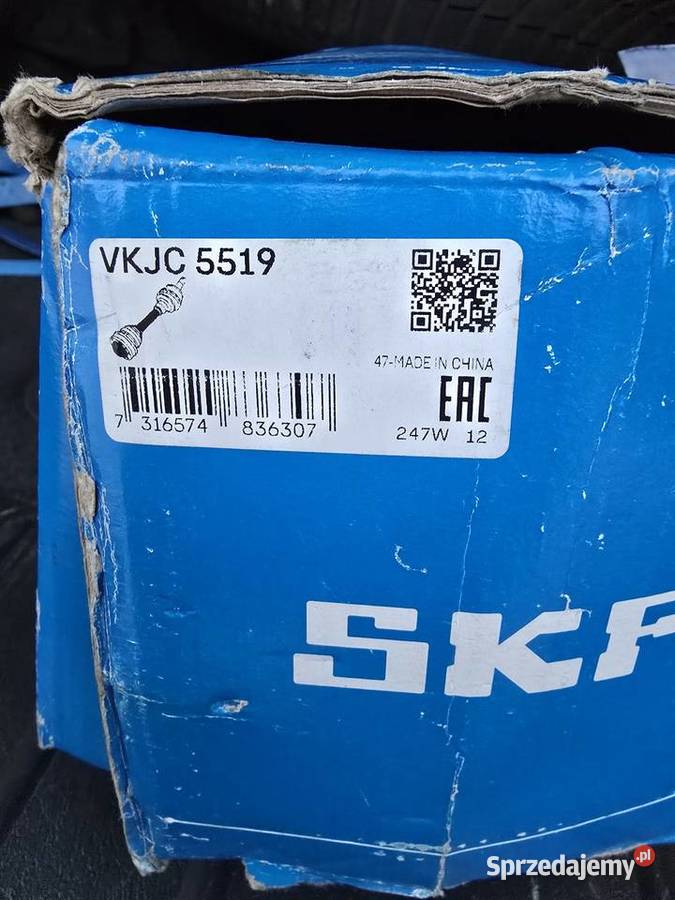 VKJC 5519
47-MADE IN CHINA
EAC
7 316574 836307
247W 12
SKF
Sprzedajemy.pl